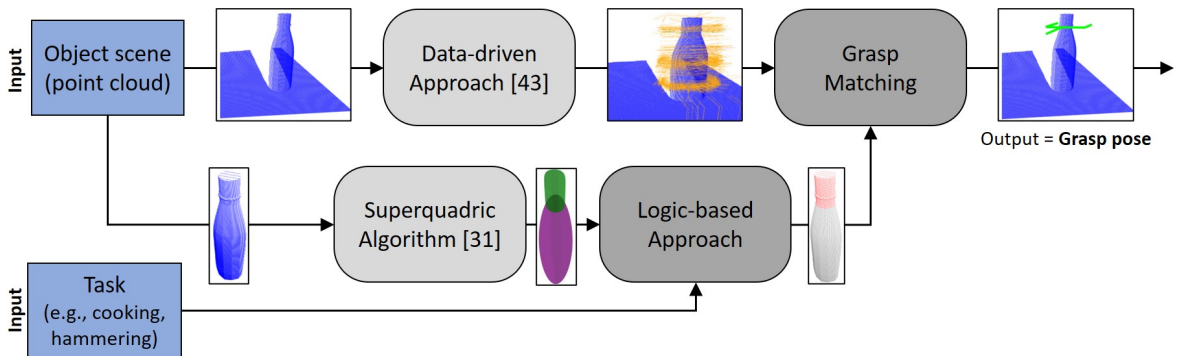 Input
Object scene
(point cloud)
Data-driven
Approach [43]
Grasp
Matching
Output = Grasp pose
Superquadric
Algorithm [31]
Logic-based
Approach
Input
Task
(e.g., cooking,
hammering)